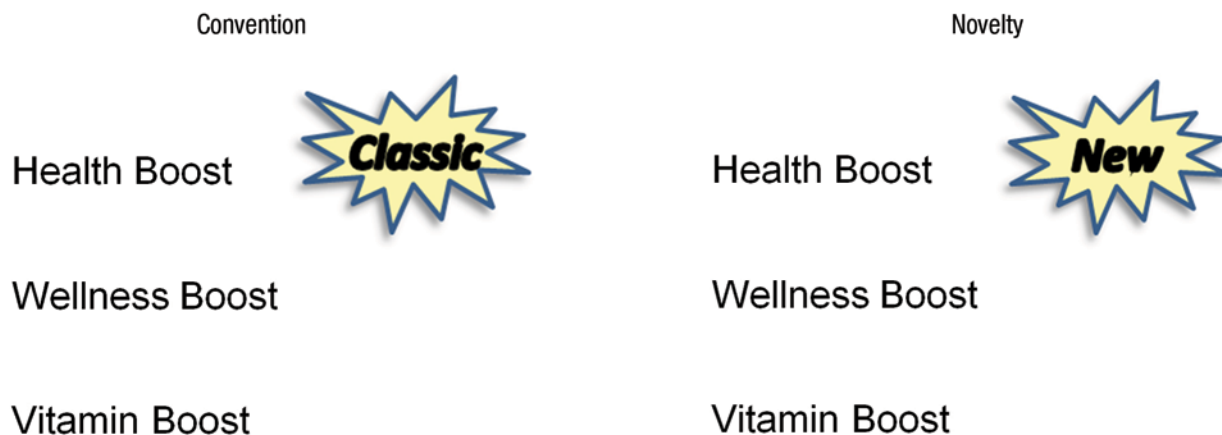 Convention
Health Boost
Classic
Wellness Boost
Vitamin Boost
Novelty
Health Boost
New
Wellness Boost
Vitamin Boost